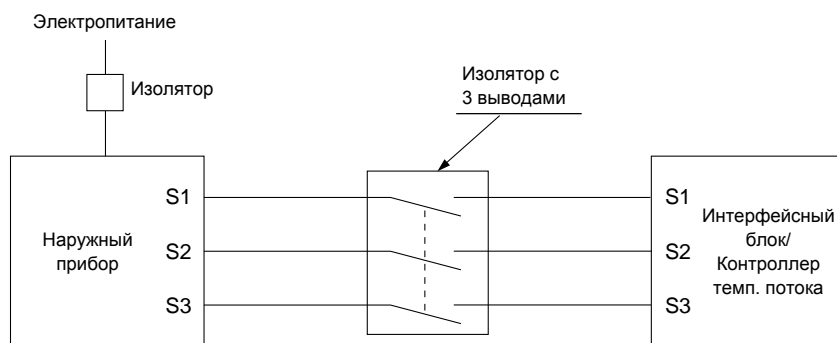 Электропитание
Изолятор
Изолятор с
3 выводами
Наружный
прибор
S1
S2
S3
S1
S2
S3
Интерфейсный
блок/
Контроллер
темп. потока